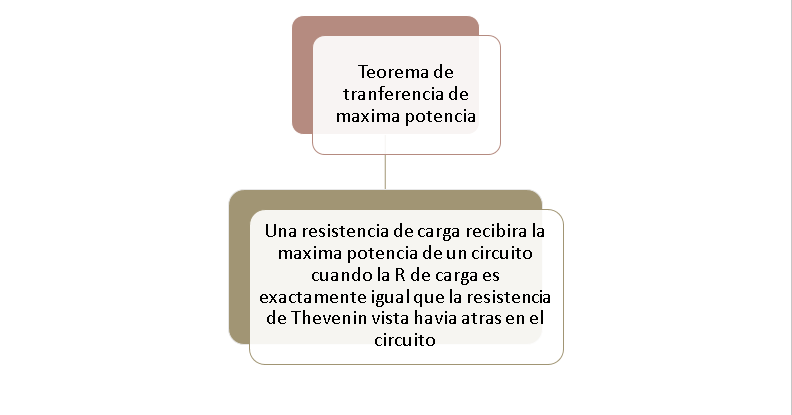 Teorema de
tranferencia de
maxima potencia
Una resistencia de carga recibira la
maxima potencia de un circuito
cuando la R de carga es
exactamente igual que la resistencia
de Thevenin vista havia atras en el
circuito